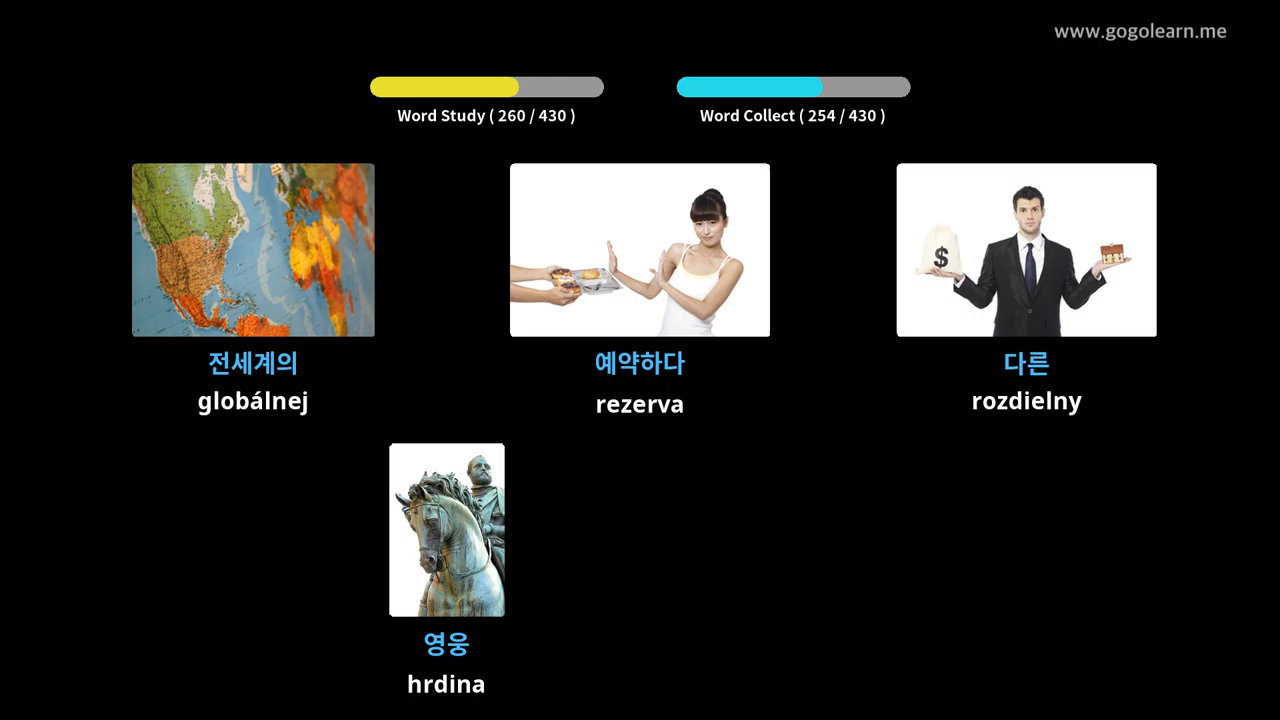 www.gogolearn.me
Word Study ( 260 / 430 )
Word Collect ( 254 / 430 )
전세계의
globálnej
예약하다
rezerva
다른
rozdielny
영웅
hrdina